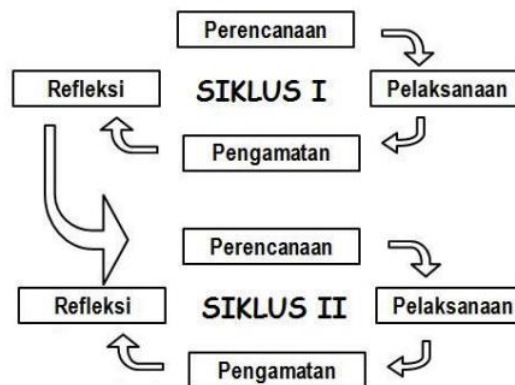 Perencanaan
Refleksi
SIKLUS I
Pelaksanaan
Pengamatan
Perencanaan
Refleksi
SIKLUS II
Pelaksanaan
Pengamatan